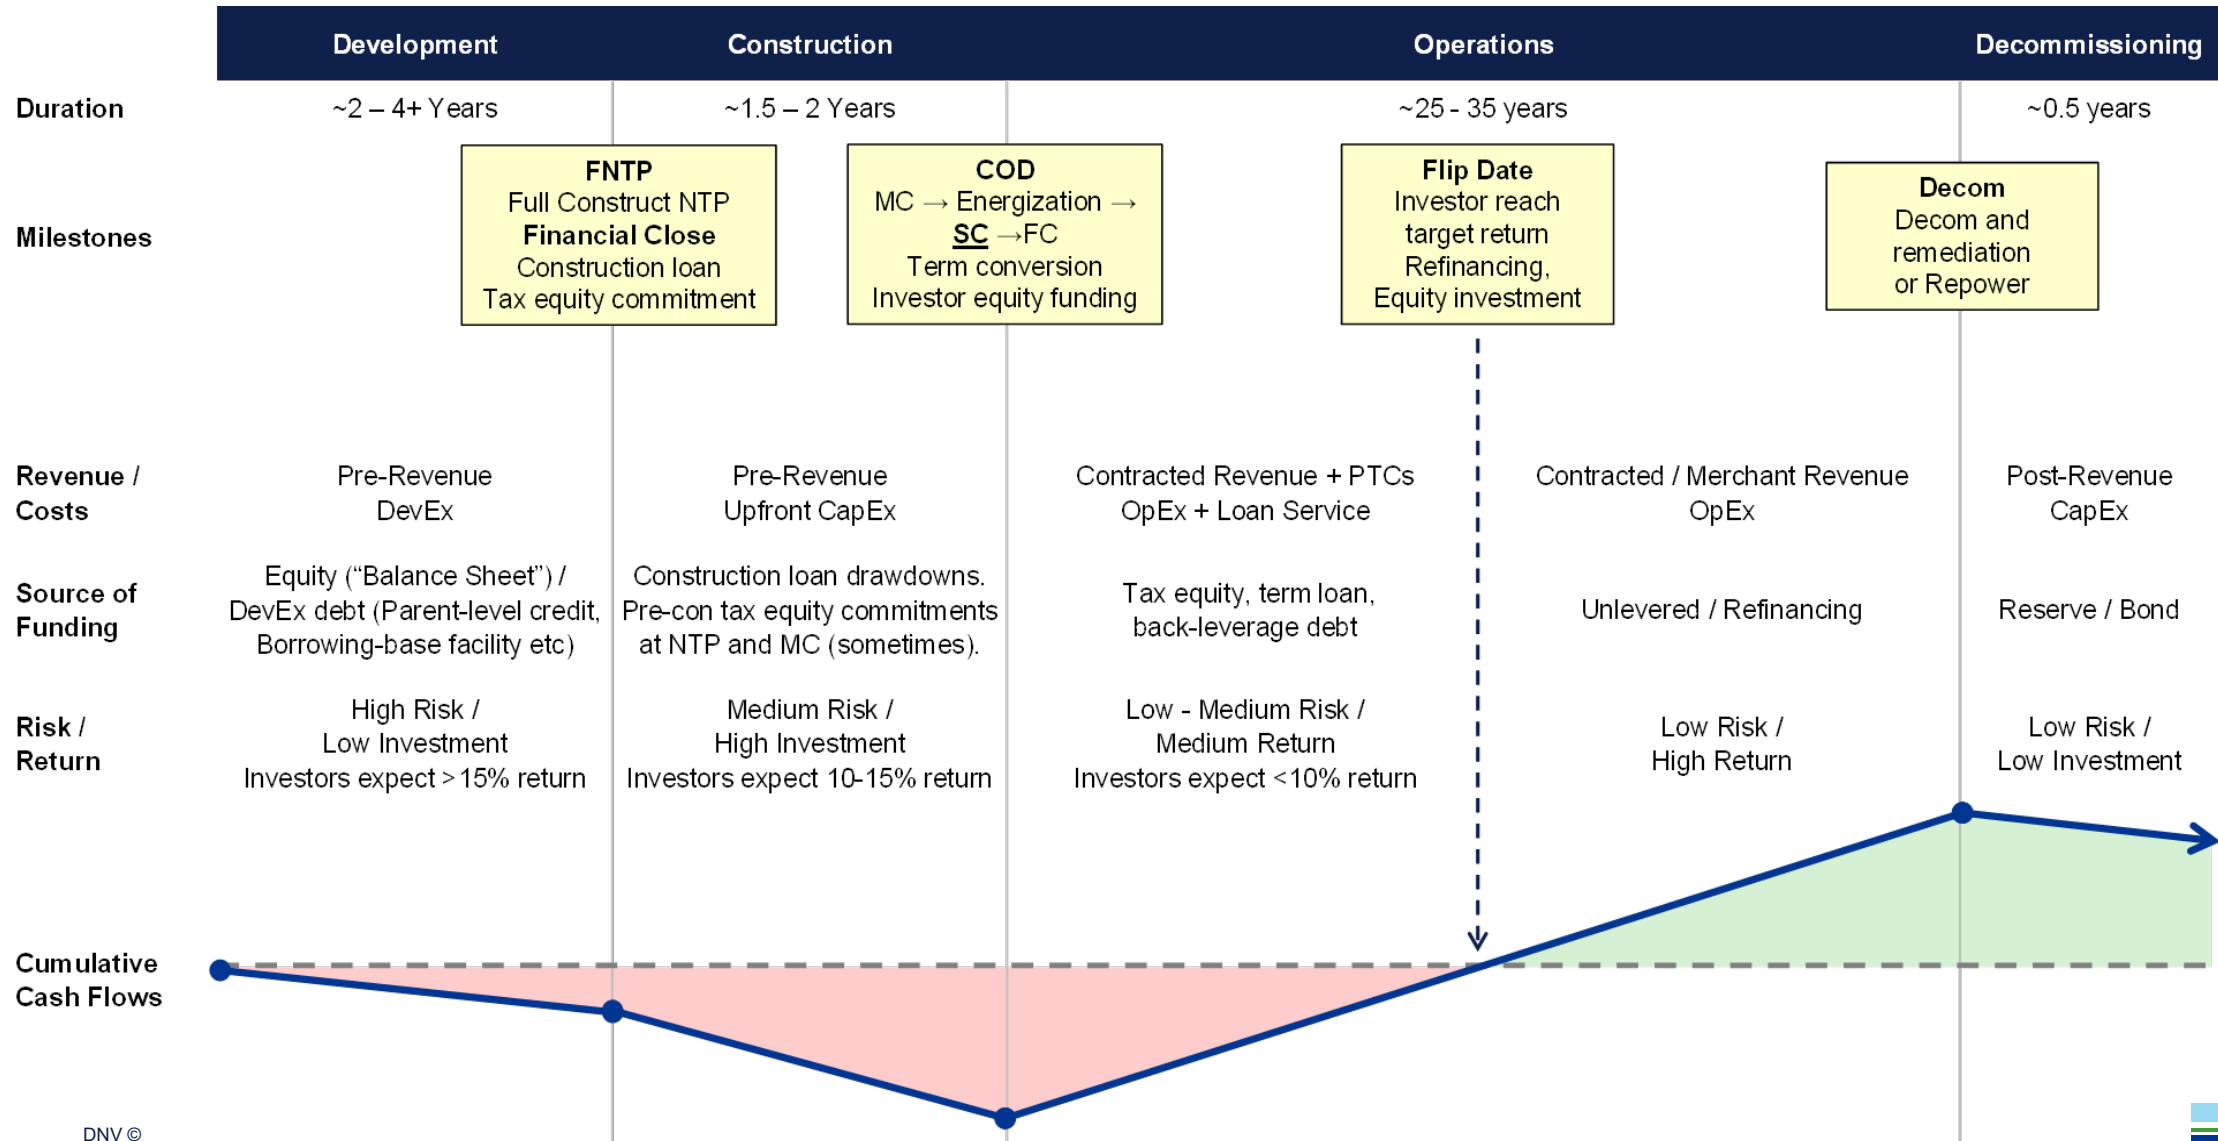 Development
Construction
Operations
Decommissioning
Duration
~2 – 4+ Years
~1.5 – 2 Years
~25 - 35 years
~0.5 years
Milestones
FNTP
Full Construct NTP
Financial Close
Construction loan
Tax equity commitment
COD
MC → Energization →
SC →FC
Term conversion
Investor equity funding
Flip Date
Investor reach
target return
Refinancing,
Equity investment
Decom
Decom and
remediation
or Repower
Revenue /
Costs
Pre-Revenue
DevEx
Pre-Revenue
Upfront CapEx
Contracted Revenue + PTCs
OpEx + Loan Service
Contracted / Merchant Revenue
OpEx
Post-Revenue
CapEx
Source of
Funding
Equity (“Balance Sheet”) /
DevEx debt (Parent-level credit,
Borrowing-base facility etc)
Construction loan drawdowns.
Pre-con tax equity commitments
at NTP and MC (sometimes).
Tax equity, term loan,
back-leverage debt
Unlevered / Refinancing
Reserve / Bond
Risk /
Return
High Risk /
Low Investment
Investors expect >15% return
Medium Risk /
High Investment
Investors expect 10-15% return
Low - Medium Risk /
Medium Return
Investors expect <10% return
Low Risk /
High Return
Low Risk /
Low Investment
Cumulative
Cash Flows
DNV ©